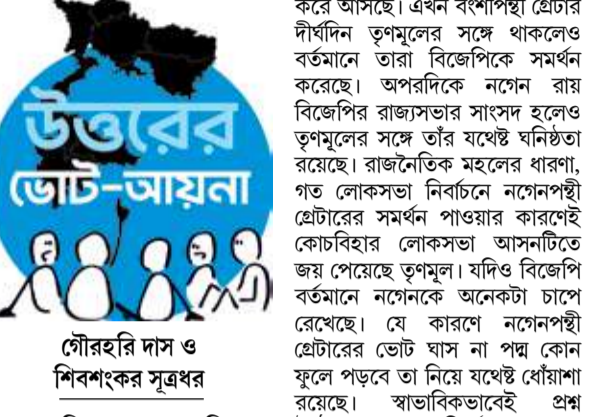 উত্তরের
ভোট-আয়না
গৌরহরি দাস ও
শিবশংকর সূত্রধর
করে আসছে। এখন বংশীপন্থী গ্রেটার
দীর্ঘদিন তৃণমূলের সঙ্গে থাকলেও
বর্তমানে তারা বিজেপিকে সমর্থন
করেছে। অপরদিকে নগেন রায়
বিজেপির রাজ্যসভার সাংসদ হলেও
তৃণমূলের সঙ্গে তাঁর যথেষ্ট ঘনিষ্ঠতা
রয়েছে। রাজনৈতিক মহলের ধারণা,
গত লোকসভা নির্বাচনে নগেনপন্থী
গ্রেটারের সমর্থন পাওয়ার কারণেই
কোচবিহার লোকসভা আসনটিতে
জয় পেয়েছে তৃণমূল। যদিও বিজেপি
বর্তমানে নগেনকে অনেকটা চাপে
রেখেছে। যে কারণে নগেনপন্থী
গ্রেটারের ভোট ঘাস না পদ্ম কোন
ফুলে পড়বে তা নিয়ে যথেষ্ট ধোঁয়াশা
রয়েছে। স্বাভাবিকভাবেই প্রশ্ন